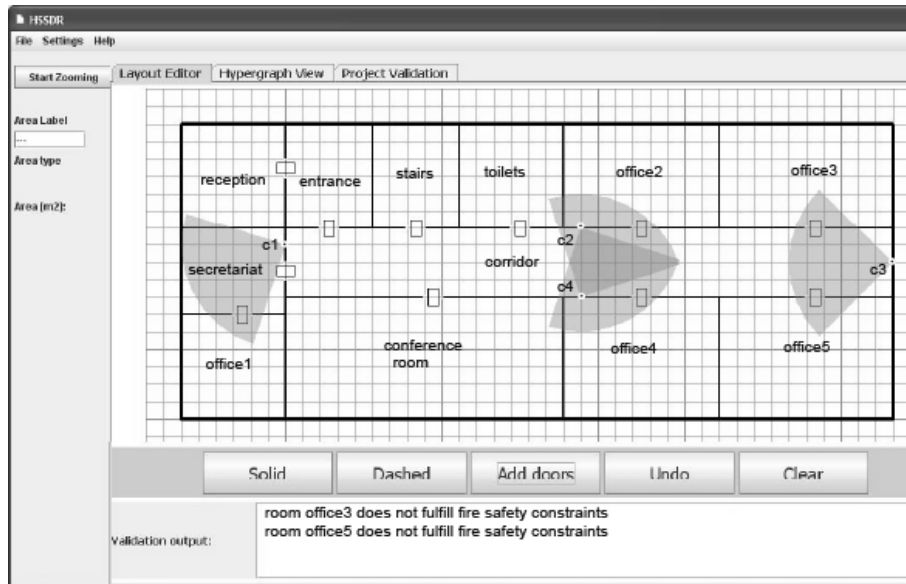 HSSDR
File Settings Help
Start Zooming
Layout Editor Hypergraph View Project Validation
Area Label
---
Area type
Area [m2]:
reception entrance stairs toilets office2 office3
c1 c2 c3
secretariat corridor
c4
office1 conference room office4 office5
Solid Dashed Add doors Undo Clear
Validation output:
room office3 does not fulfill fire safety constraints
room office5 does not fulfill fire safety constraints